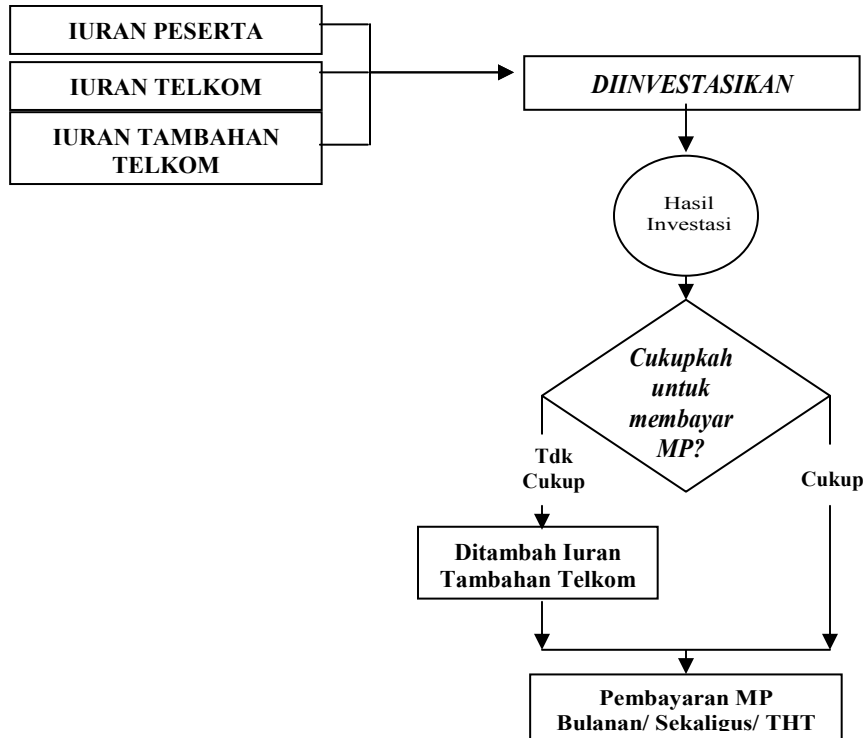 IURAN PESERTA
IURAN TELKOM
IURAN TAMBAHAN
TELKOM
DIINVESTASIKAN
Hasil
Investasi
Cukupkah
untuk
membayar
MP?
Tdk
Cukup
Cukup
Ditambah Iuran
Tambahan Telkom
Pembayaran MP
Bulanan/ Sekaligus/ THT